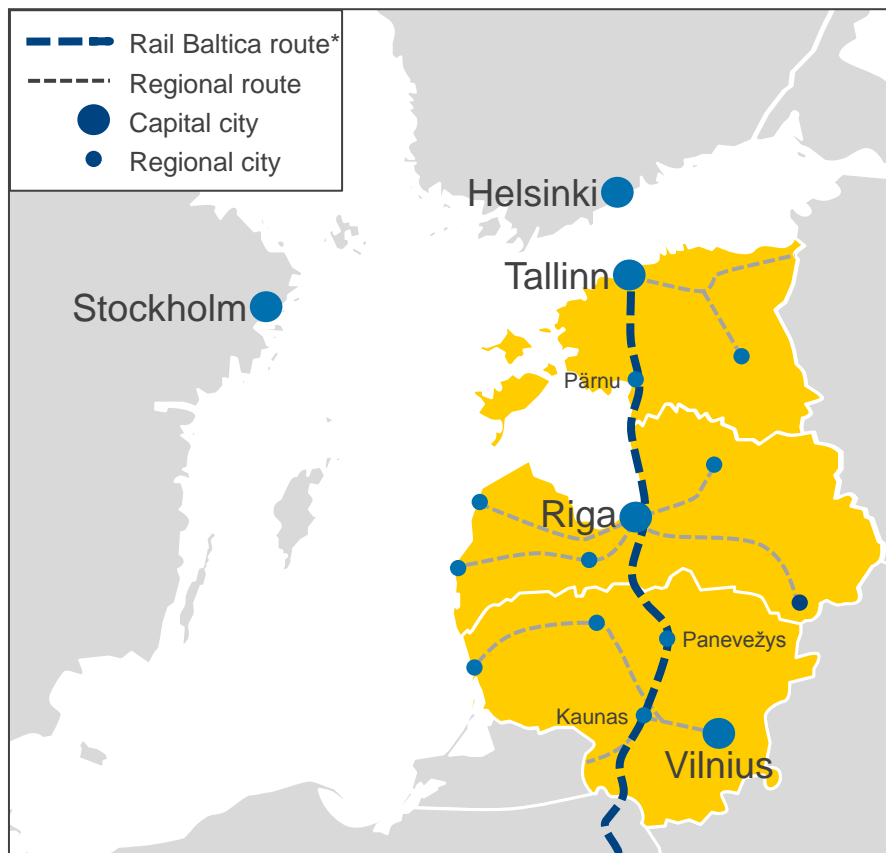 Rail Baltica route*
Regional route
Capital city
Regional city
Helsinki
Tallinn
Stockholm
Pärnu
Riga
Panevežys
Kaunas
Vilnius